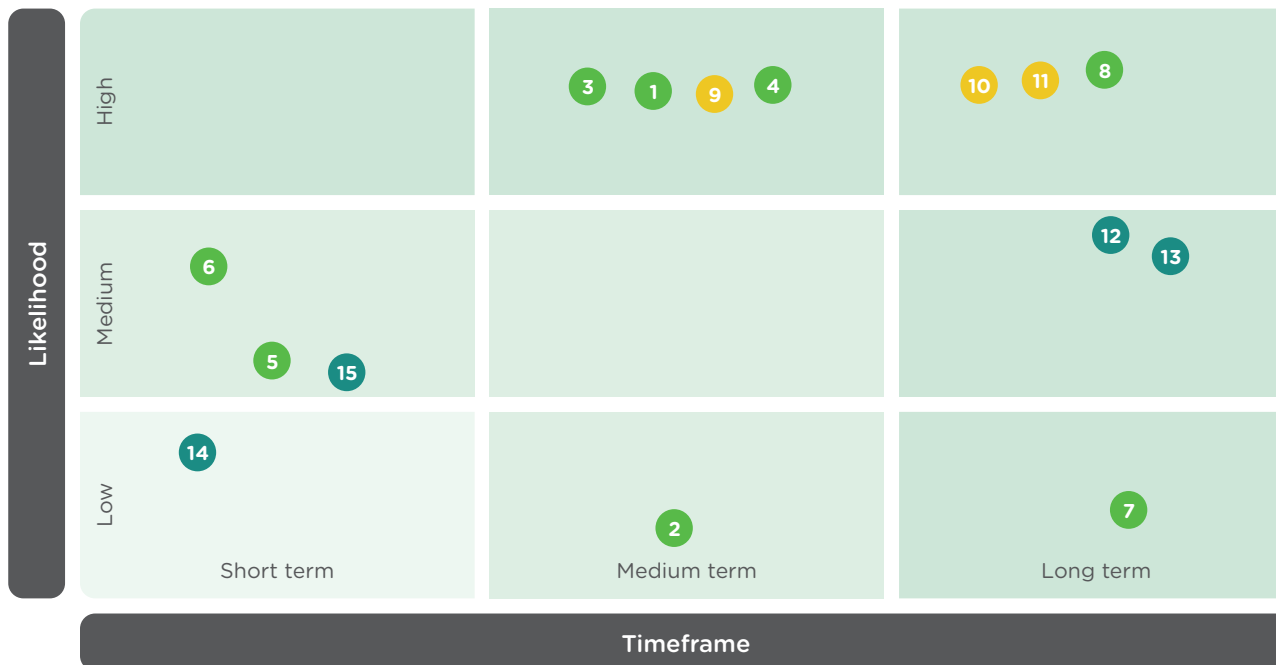 Likelihood
High
3 1 9 4
10 11 8
Medium
6
5 15
12 13
Low
14
2
7
Short term Medium term Long term
Timeframe